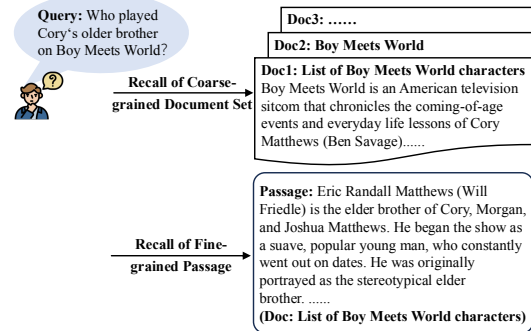 Query: Who played
Cory's older brother
on Boy Meets World?
?
Recall of Coarse-
grained Document Set
Doc3: ……
Doc2: Boy Meets World
Doc1: List of Boy Meets World characters
Boy Meets World is an American television
sitcom that chronicles the coming-of-age
events and everyday life lessons of Cory
Matthews (Ben Savage)......
Recall of Fine-
grained Passage
Passage: Eric Randall Matthews (Will
Friedle) is the elder brother of Cory, Morgan,
and Joshua Matthews. He began the show as
a suave, popular young man, who constantly
went out on dates. He was originally
portrayed as the stereotypical elder
brother. ......
(Doc: List of Boy Meets World characters)